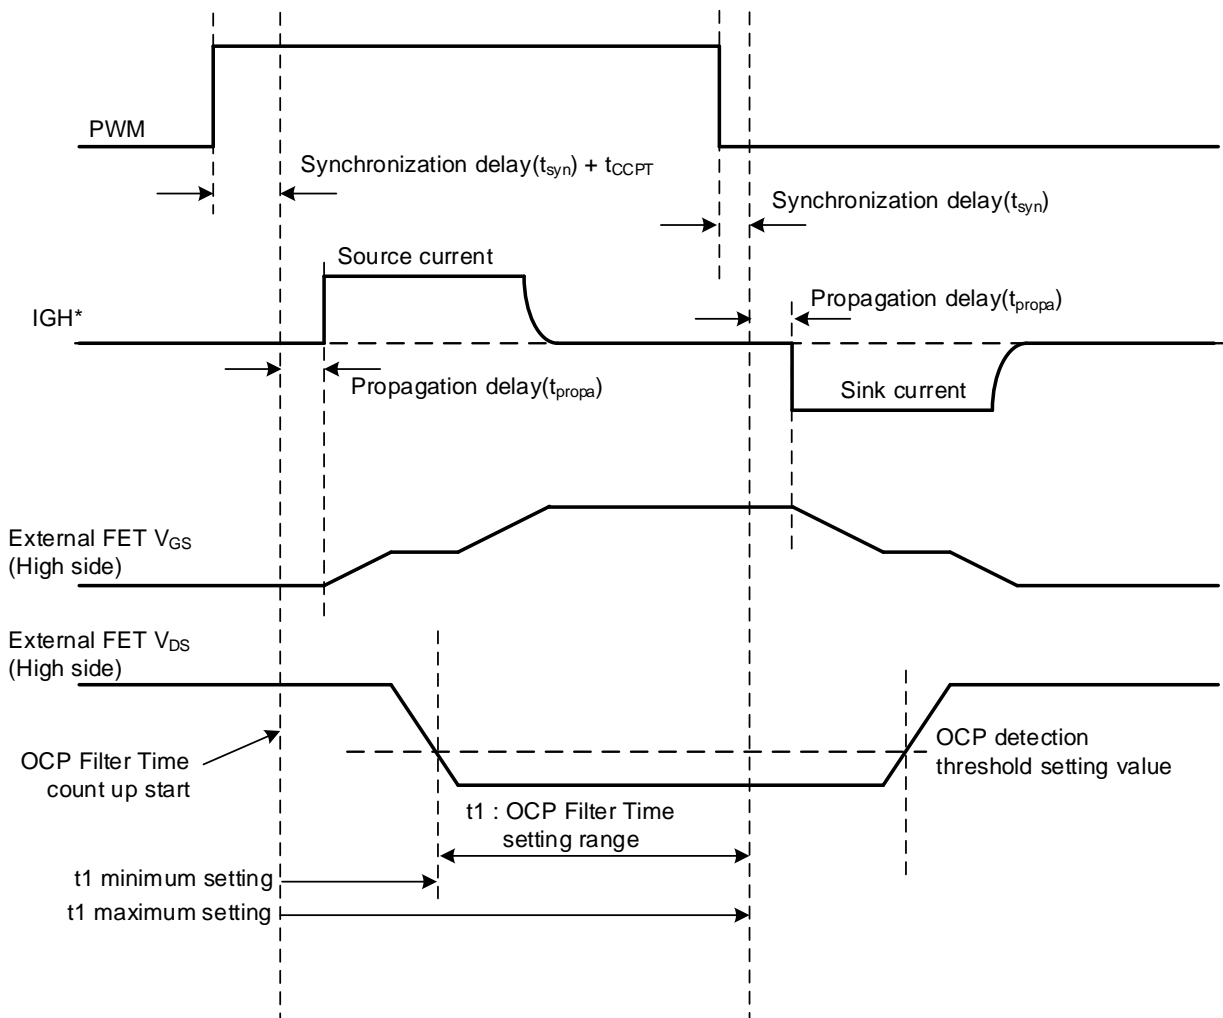 PWM
Synchronization delay(tsyn) + tCCPT
Synchronization delay(tsyn)
Source current
Propagation delay(tpropa)
IGH*
Propagation delay(tpropa)
Sink current
External FET VGS
(High side)
External FET VDS
(High side)
OCP Filter Time
count up start
OCP detection
threshold setting value
t1 : OCP Filter Time
setting range
t1 minimum setting
t1 maximum setting